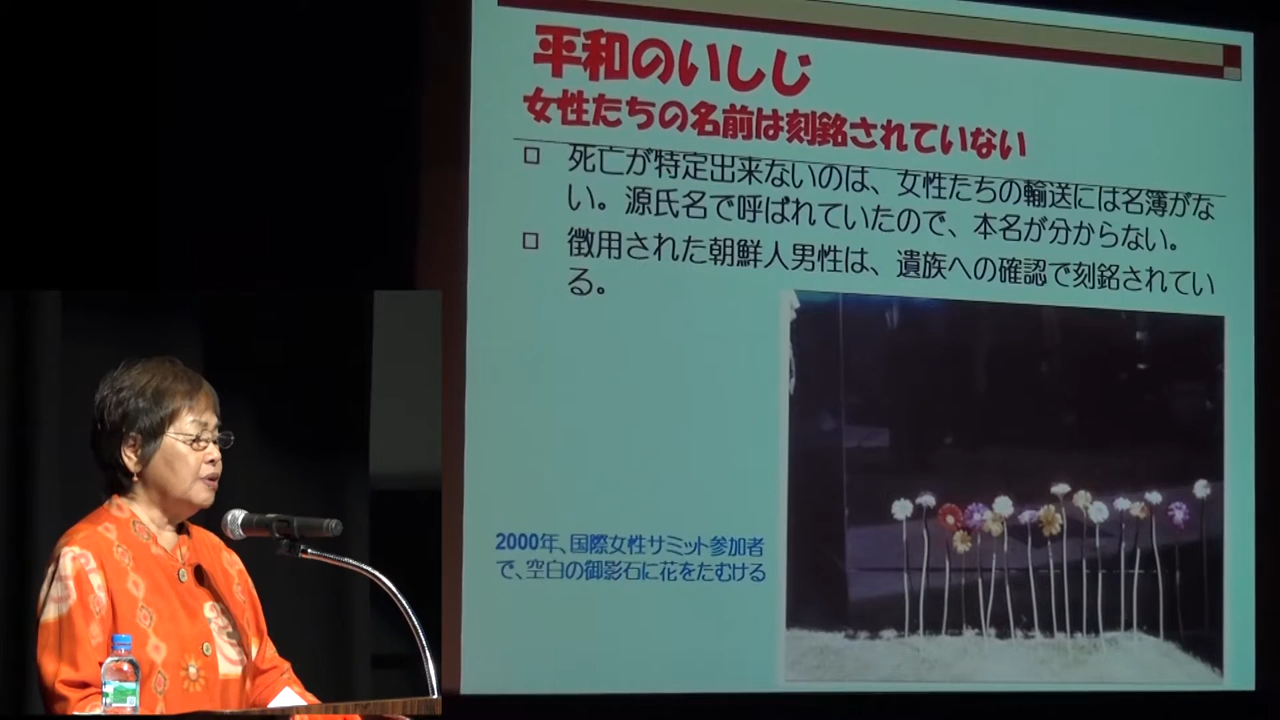 平和のいしじ
女性たちの名前は刻銘されていない
死亡が特定出来ないのは、女性たちの輸送には名簿がな
い。源氏名で呼ばれていたので、本名が分からない。
徴用された朝鮮人男性は、遺族への確認で刻銘されてい
る。
2000年、国際女性サミット参加者
で、空白の御影石に花をたむける